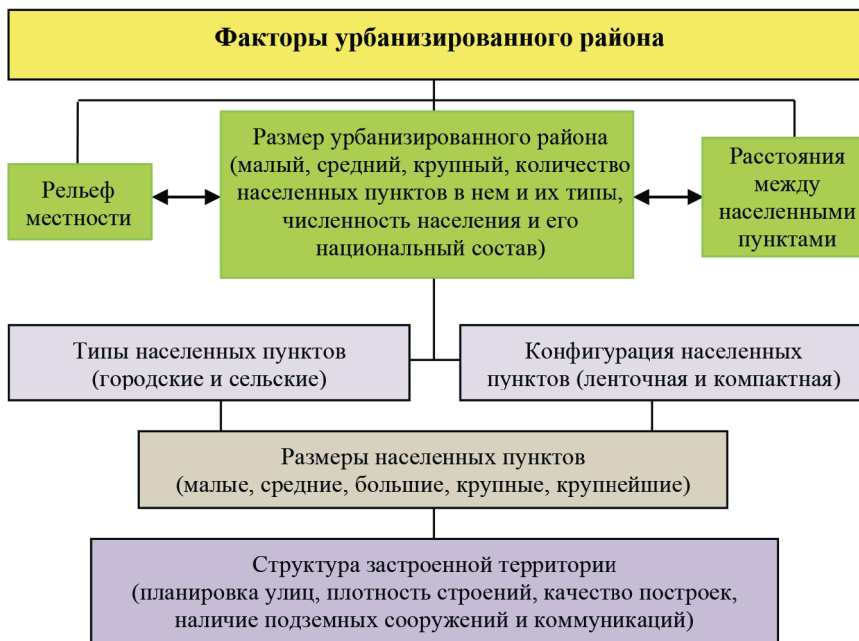 Факторы урбанизированного района
Размер урбанизированного района
(малый, средний, крупный, количество
населенных пунктов в нем и их типы,
численность населения и его
национальный состав)
Рельеф
местности
Расстояния
между
населенными
пунктами
Типы населенных пунктов
(городские и сельские)
Конфигурация населенных
пунктов (ленточная и компактная)
Размеры населенных пунктов
(малые, средние, большие, крупные, крупнейшие)
Структура застроенной территории
(планировка улиц, плотность строений, качество построек,
наличие подземных сооружений и коммуникаций)